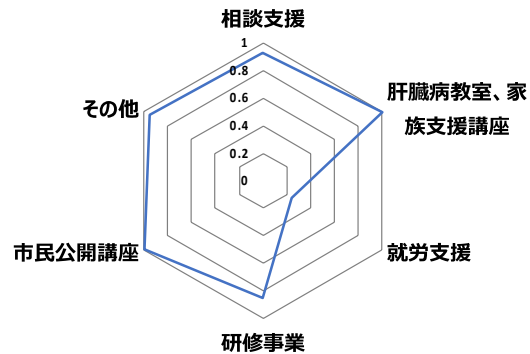 相談支援
1
0.8
0.6
0.4
0.2
0
肝臓病教室、家
族支援講座
その他
市民公開講座
就労支援
研修事業